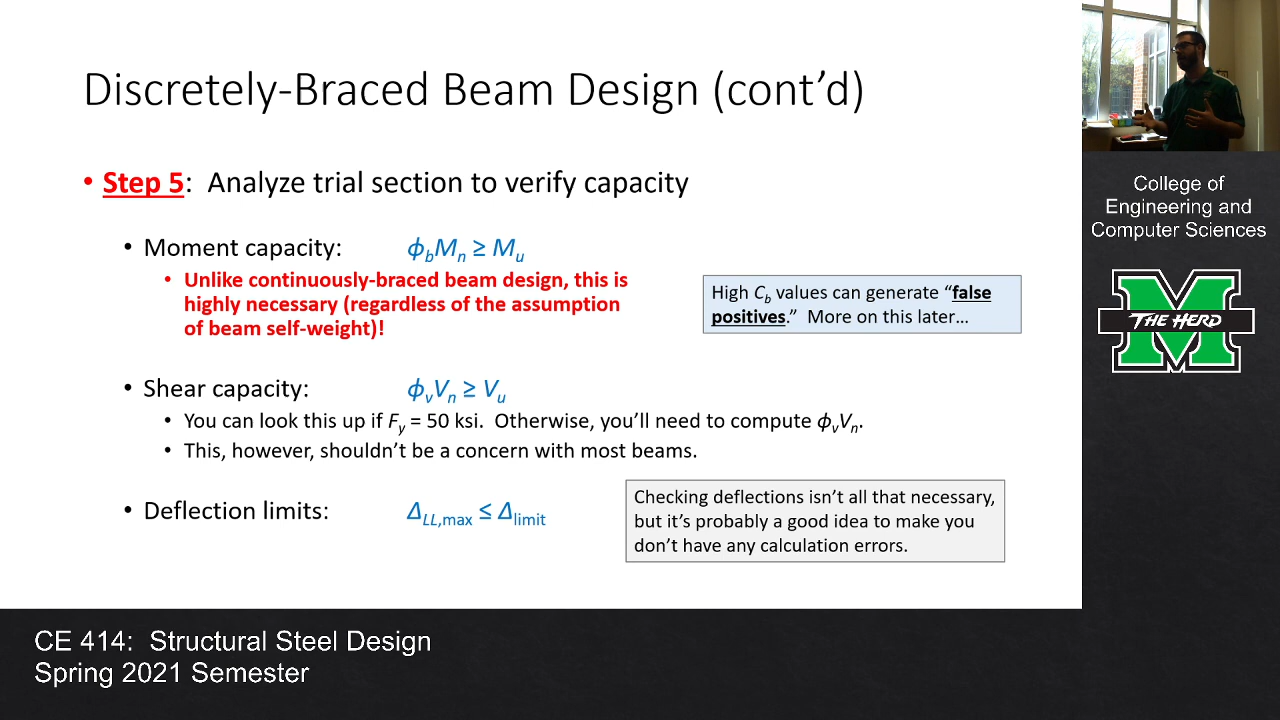 Discretely-Braced Beam Design (cont’d)
• Step 5: Analyze trial section to verify capacity
• Moment capacity: ϕbMn ≥ Mu
• Unlike continuously-braced beam design, this is
highly necessary (regardless of the assumption
of beam self-weight)!
High Cb values can generate “false
positives.” More on this later…
• Shear capacity: ϕvVn ≥ Vu
• You can look this up if Fy = 50 ksi. Otherwise, you’ll need to compute ϕvVn.
• This, however, shouldn’t be a concern with most beams.
• Deflection limits: ΔLL,max ≤ Δlimit
Checking deflections isn’t all that necessary,
but it’s probably a good idea to make you
don’t have any calculation errors.
College of
Engineering and
Computer Sciences
THE HERD
CE 414: Structural Steel Design
Spring 2021 Semester